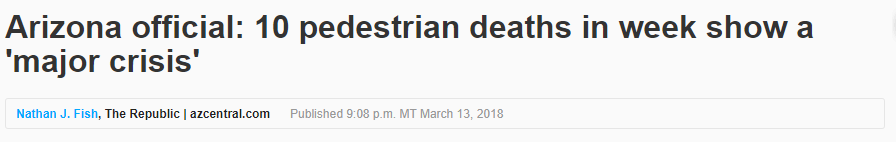 Arizona official: 10 pedestrian deaths in week show a
'major crisis'
Nathan J. Fish, The Republic | azcentral.com Published 9:08 p.m. MT March 13, 2018